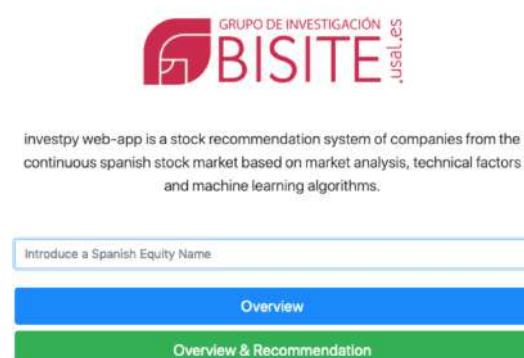 GRUPO DE INVESTIGACIÓN
BISITE
.usal.es
investpy web-app is a stock recommendation system of companies from the
continuous spanish stock market based on market analysis, technical factors
and machine learning algorithms.
Introduce a Spanish Equity Name
Overview
Overview & Recommendation